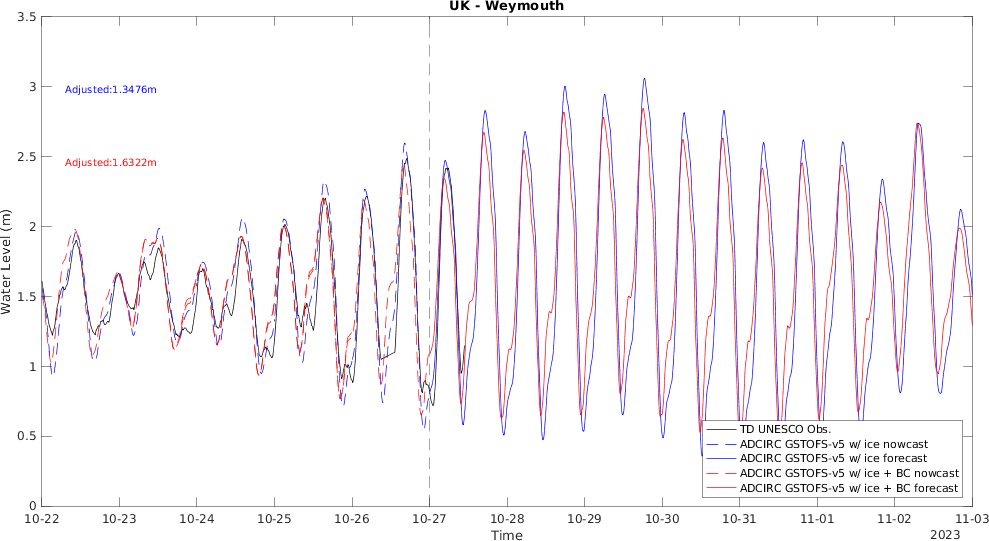 UK - Weymouth
3.5
3
2.5
2
1.5
1
0.5
0
Water Level (m)
Adjusted:1.3476m
Adjusted:1.6322m
TD UNESCO Obs.
ADCIRC GSTOFS-v5 w/ ice nowcast
ADCIRC GSTOFS-v5 w/ ice forecast
ADCIRC GSTOFS-v5 w/ ice + BC nowcast
ADCIRC GSTOFS-v5 w/ ice + BC forecast
10-22 10-23 10-24 10-25 10-26 10-27 10-28 10-29 10-30 10-31 11-01 11-02 11-03
Time
2023